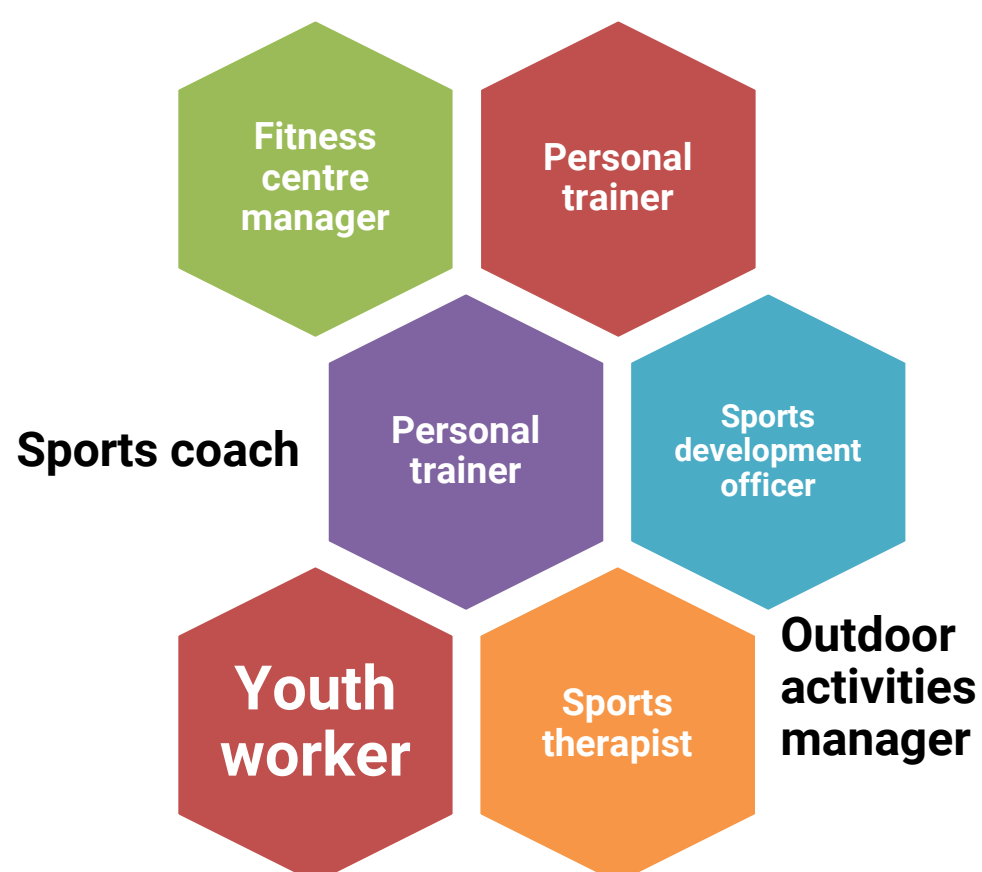 Fitness
centre
manager
Personal
trainer
Sports coach
Personal
trainer
Sports
development
officer
Youth
worker
Sports
therapist
Outdoor
activities
manager